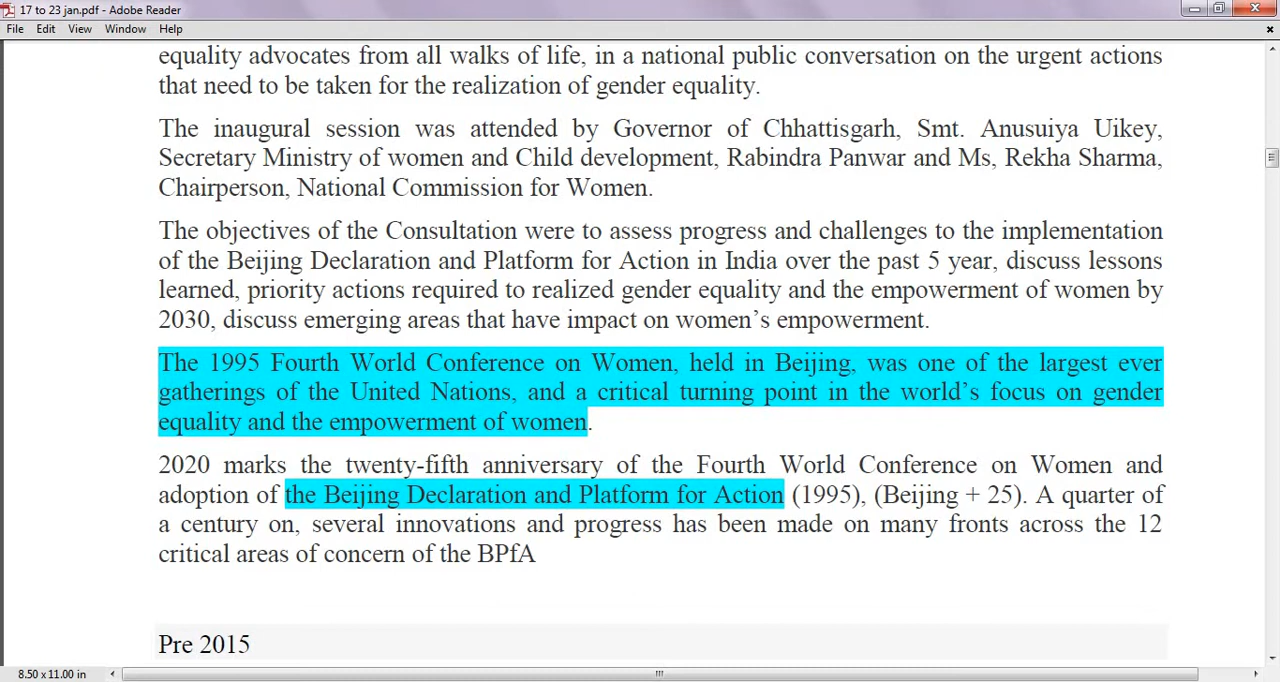 17 to 23 jan.pdf - Adobe Reader
File Edit View Window Help
equality advocates from all walks of life, in a national public conversation on the urgent actions
that need to be taken for the realization of gender equality.
The inaugural session was attended by Governor of Chhattisgarh, Smt. Anusuiya Uikey,
Secretary Ministry of women and Child development, Rabindra Panwar and Ms, Rekha Sharma,
Chairperson, National Commission for Women.
The objectives of the Consultation were to assess progress and challenges to the implementation
of the Beijing Declaration and Platform for Action in India over the past 5 year, discuss lessons
learned, priority actions required to realized gender equality and the empowerment of women by
2030, discuss emerging areas that have impact on women’s empowerment.
The 1995 Fourth World Conference on Women, held in Beijing, was one of the largest ever
gatherings of the United Nations, and a critical turning point in the world’s focus on gender
equality and the empowerment of women.
2020 marks the twenty-fifth anniversary of the Fourth World Conference on Women and
adoption of the Beijing Declaration and Platform for Action (1995), (Beijing + 25). A quarter of
a century on, several innovations and progress has been made on many fronts across the 12
critical areas of concern of the BPfA
Pre 2015
8.50 x 11.00 in